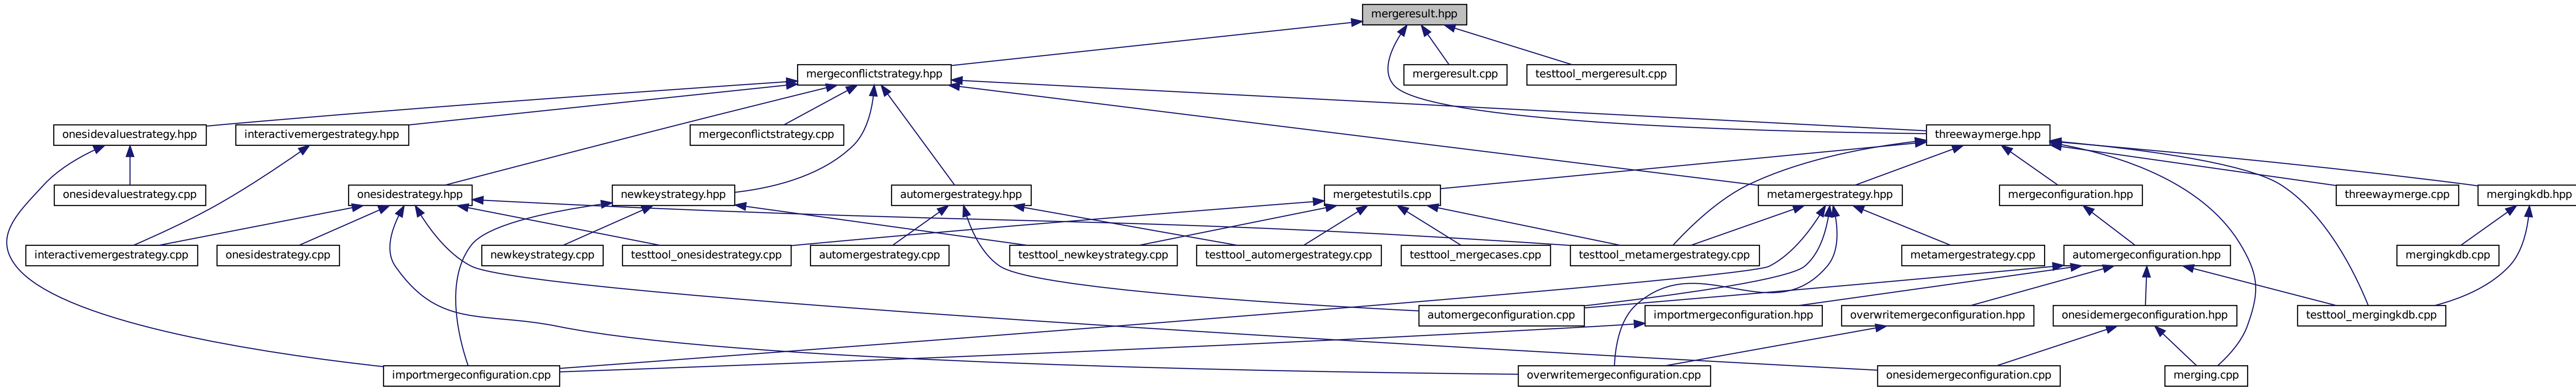 mergeresult.hpp
mergeconflictstrategy.hpp
mergeresult.cpp
testtool_mergeresult.cpp
onesidevaluestrategy.hpp
interactivemergestrategy.hpp
mergeconflictstrategy.cpp
threewaymerge.hpp
onesidevaluestrategy.cpp
onesidestrategy.hpp
newkeystrategy.hpp
automergestrategy.hpp
mergetestutils.cpp
metamergestrategy.hpp
mergeconfiguration.hpp
threewaymerge.cpp
mergingkdb.hpp
interactivemergestrategy.cpp
onesidestrategy.cpp
newkeystrategy.cpp
testtool_onesidestrategy.cpp
automergestrategy.cpp
testtool_newkeystrategy.cpp
testtool_automergestrategy.cpp
testtool_mergecases.cpp
testtool_metamergestrategy.cpp
metamergestrategy.cpp
automergeconfiguration.hpp
mergingkdb.cpp
automergeconfiguration.cpp
importmergeconfiguration.hpp
overwritemergeconfiguration.hpp
onesidemergeconfiguration.hpp
testtool_mergingkdb.cpp
importmergeconfiguration.cpp
overwritemergeconfiguration.cpp
onesidemergeconfiguration.cpp
merging.cpp